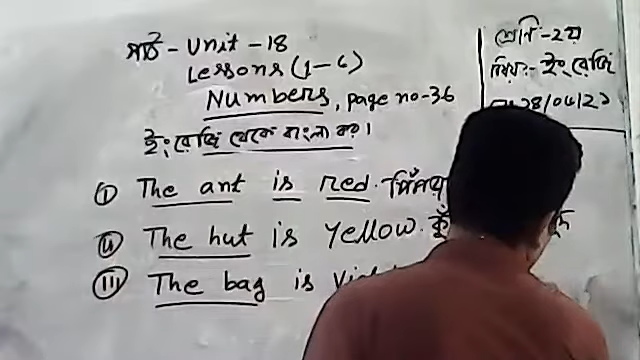 পাঠ - Unit - 18
Lessons (1-6)
Numbers, page no-36
শ্রেণি - 2য়
বিষয়:- ইংরেজি
ইংরেজি থেকে বাংলা কর।
i The ant is red.
ii The hut is yellow.
iii The bag is